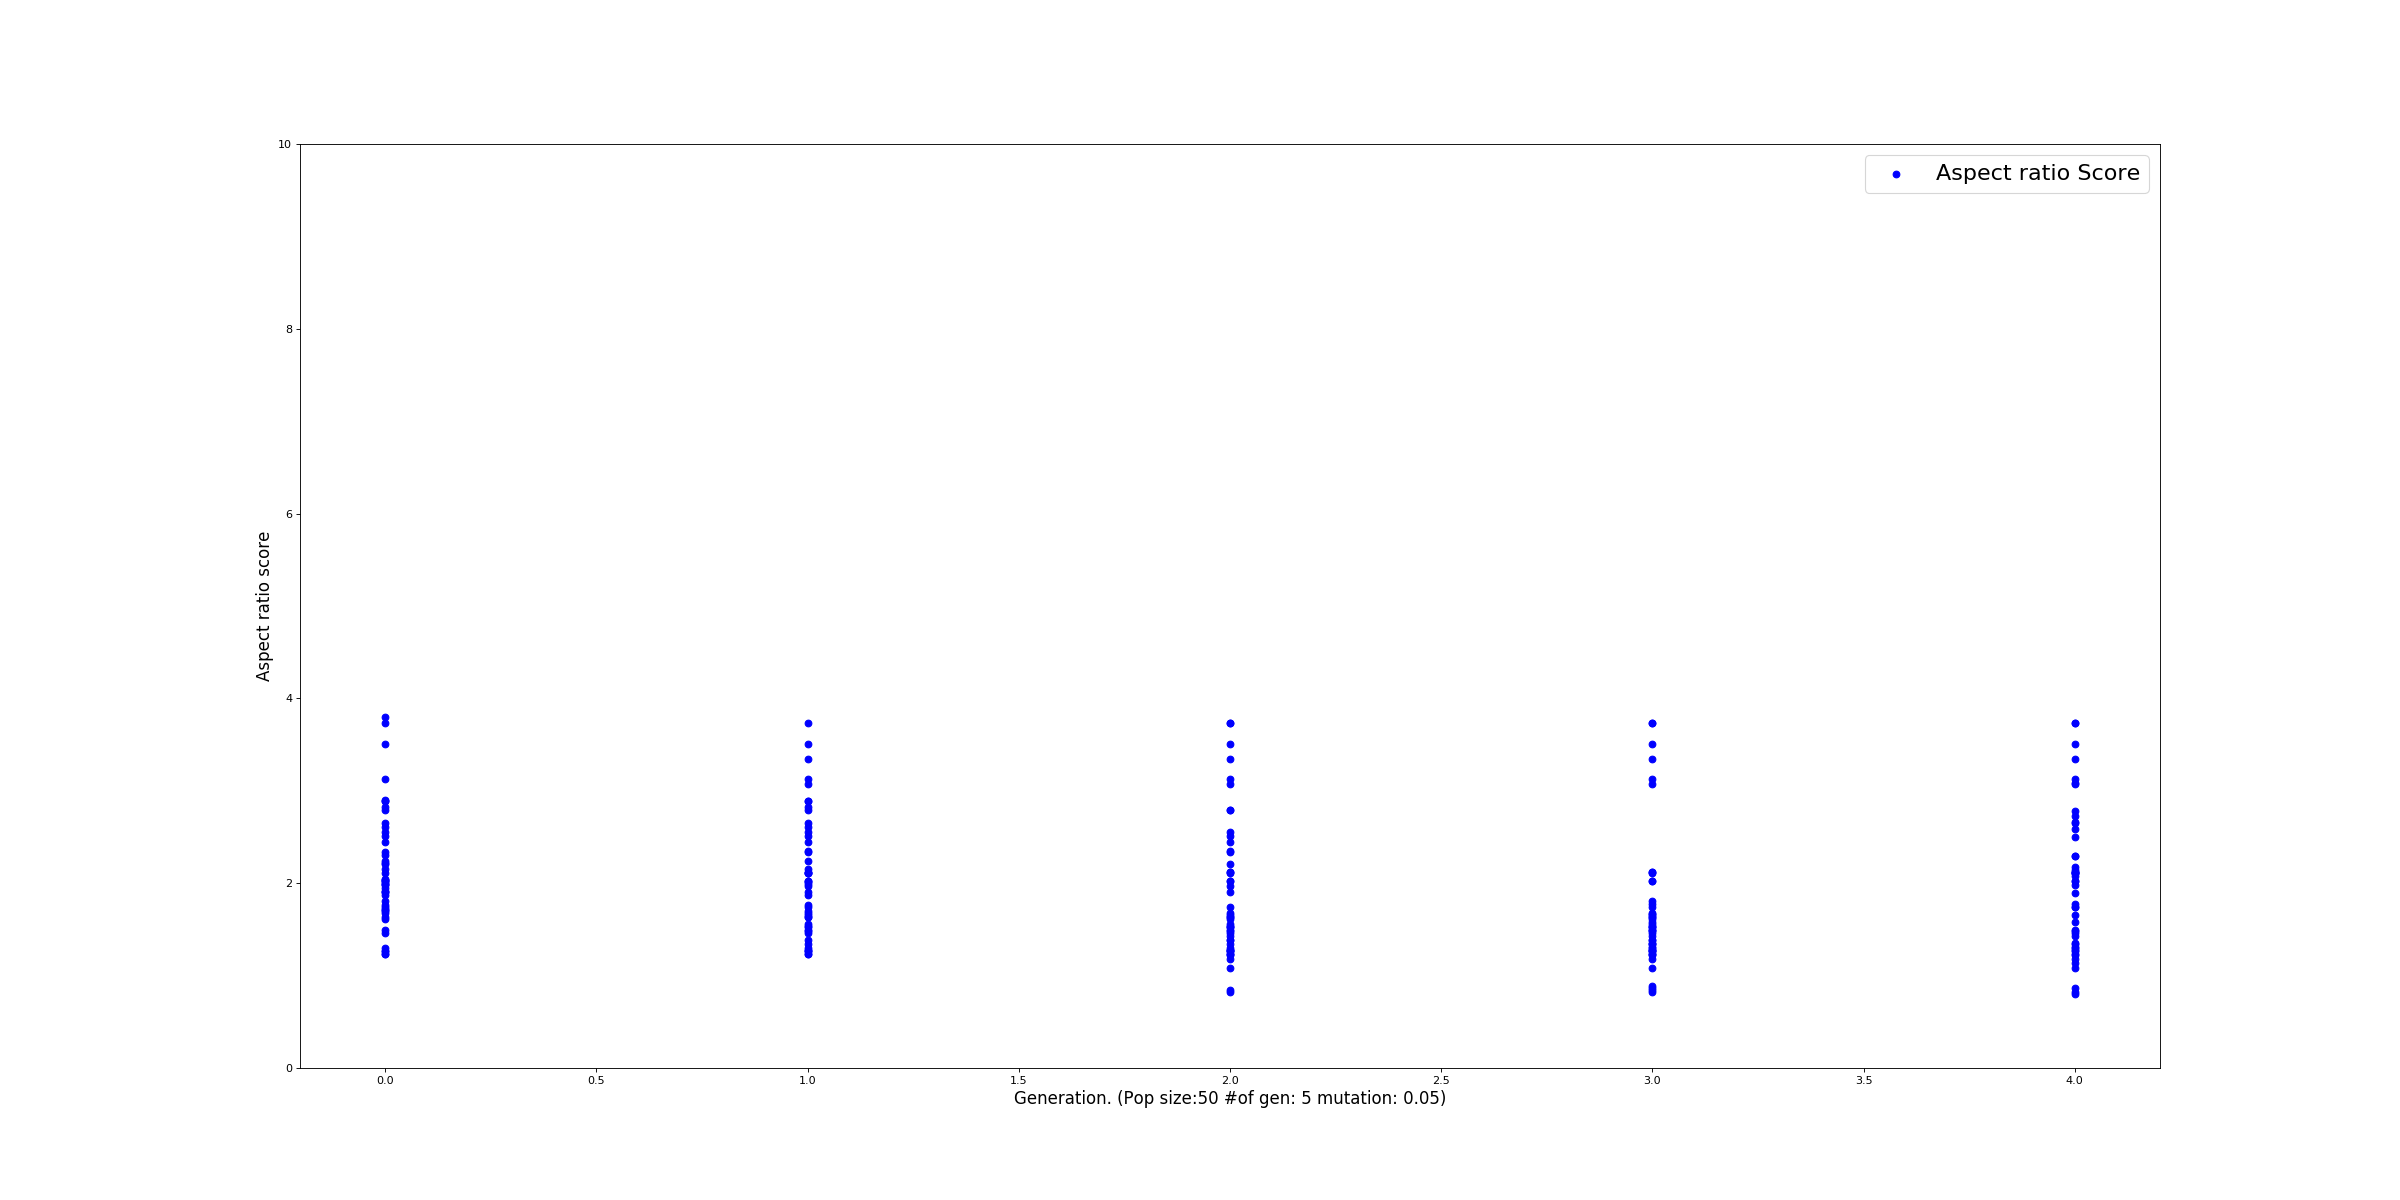 Aspect ratio Score
10
8
6
4
2
0
Aspect ratio score
0.0 0.5 1.0 1.5 2.0 2.5 3.0 3.5 4.0
Generation. (Pop size:50 #of gen: 5 mutation: 0.05)